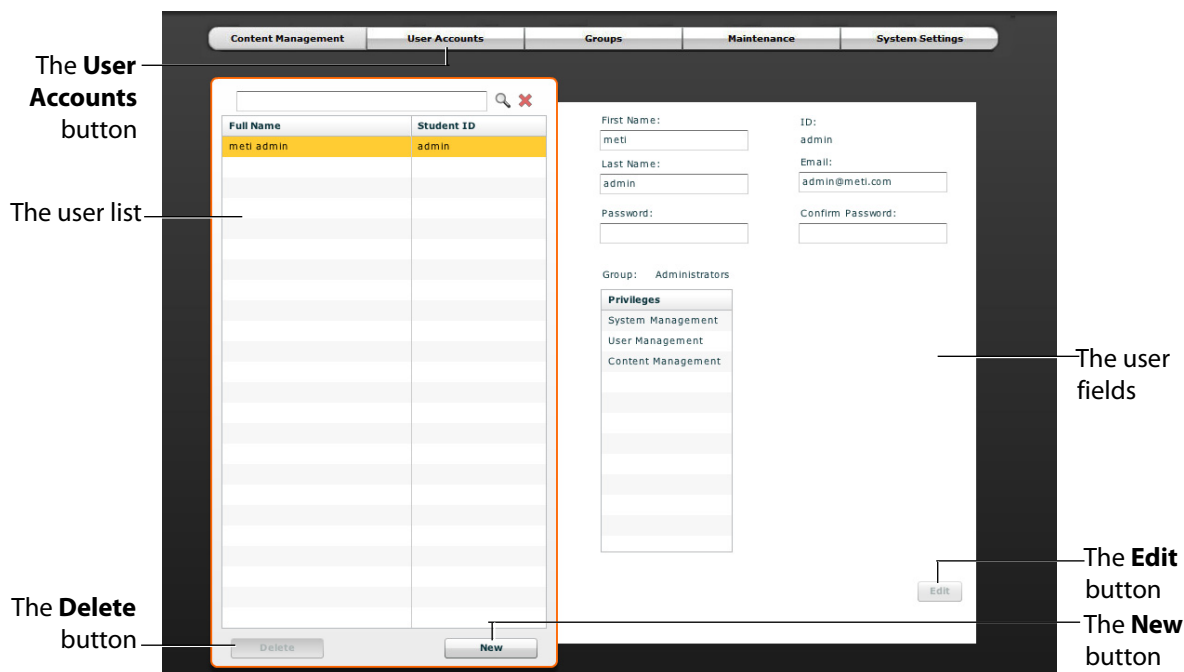 Content Management User Accounts Groups Maintenance System Settings
The User
Accounts
button
Full Name Student ID
meti admin admin
The user list
First Name: ID:
meti admin
Last Name: Email:
admin admin@meti.com
Password: Confirm Password:
Group: Administrators
Privileges
System Management
User Management
Content Management
The user
fields
The Edit
button
Edit
The Delete
button
Delete New
The New
button